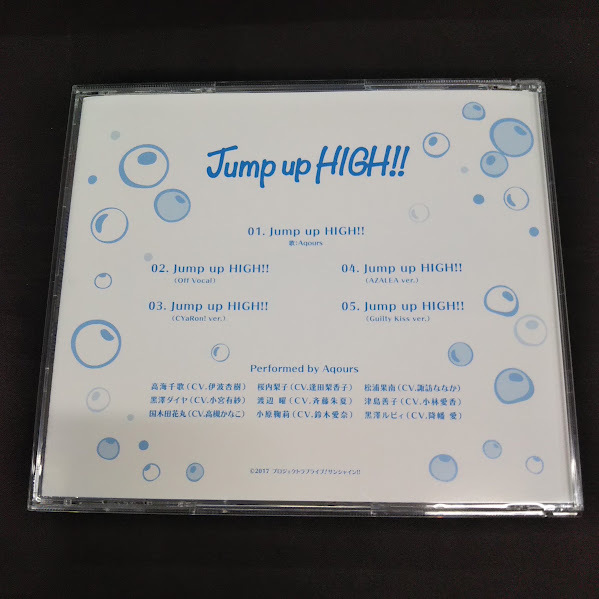 Jump up HIGH!!
01. Jump up HIGH!!
歌:Aqours
02. Jump up HIGH!!
(Off Vocal)
04. Jump up HIGH!!
(AZALEA ver.)
03. Jump up HIGH!!
(CYaRon! ver.)
05. Jump up HIGH!!
(Guilty Kiss ver.)
Performed by Aqours
高海千歌(CV.伊波杏樹) 桜内梨子(CV.逢田梨香子) 松浦果南(CV.諏訪ななか)
黒澤ダイヤ(CV.小宮有紗) 渡辺 曜(CV.斉藤朱夏) 津島善子(CV.小林愛香)
国木田花丸(CV.高槻かなこ) 小原鞠莉(CV.鈴木愛奈) 黒澤ルビィ(CV.降幡 愛)
©2017 プロジェクトラブライブ!サンシャイン!!